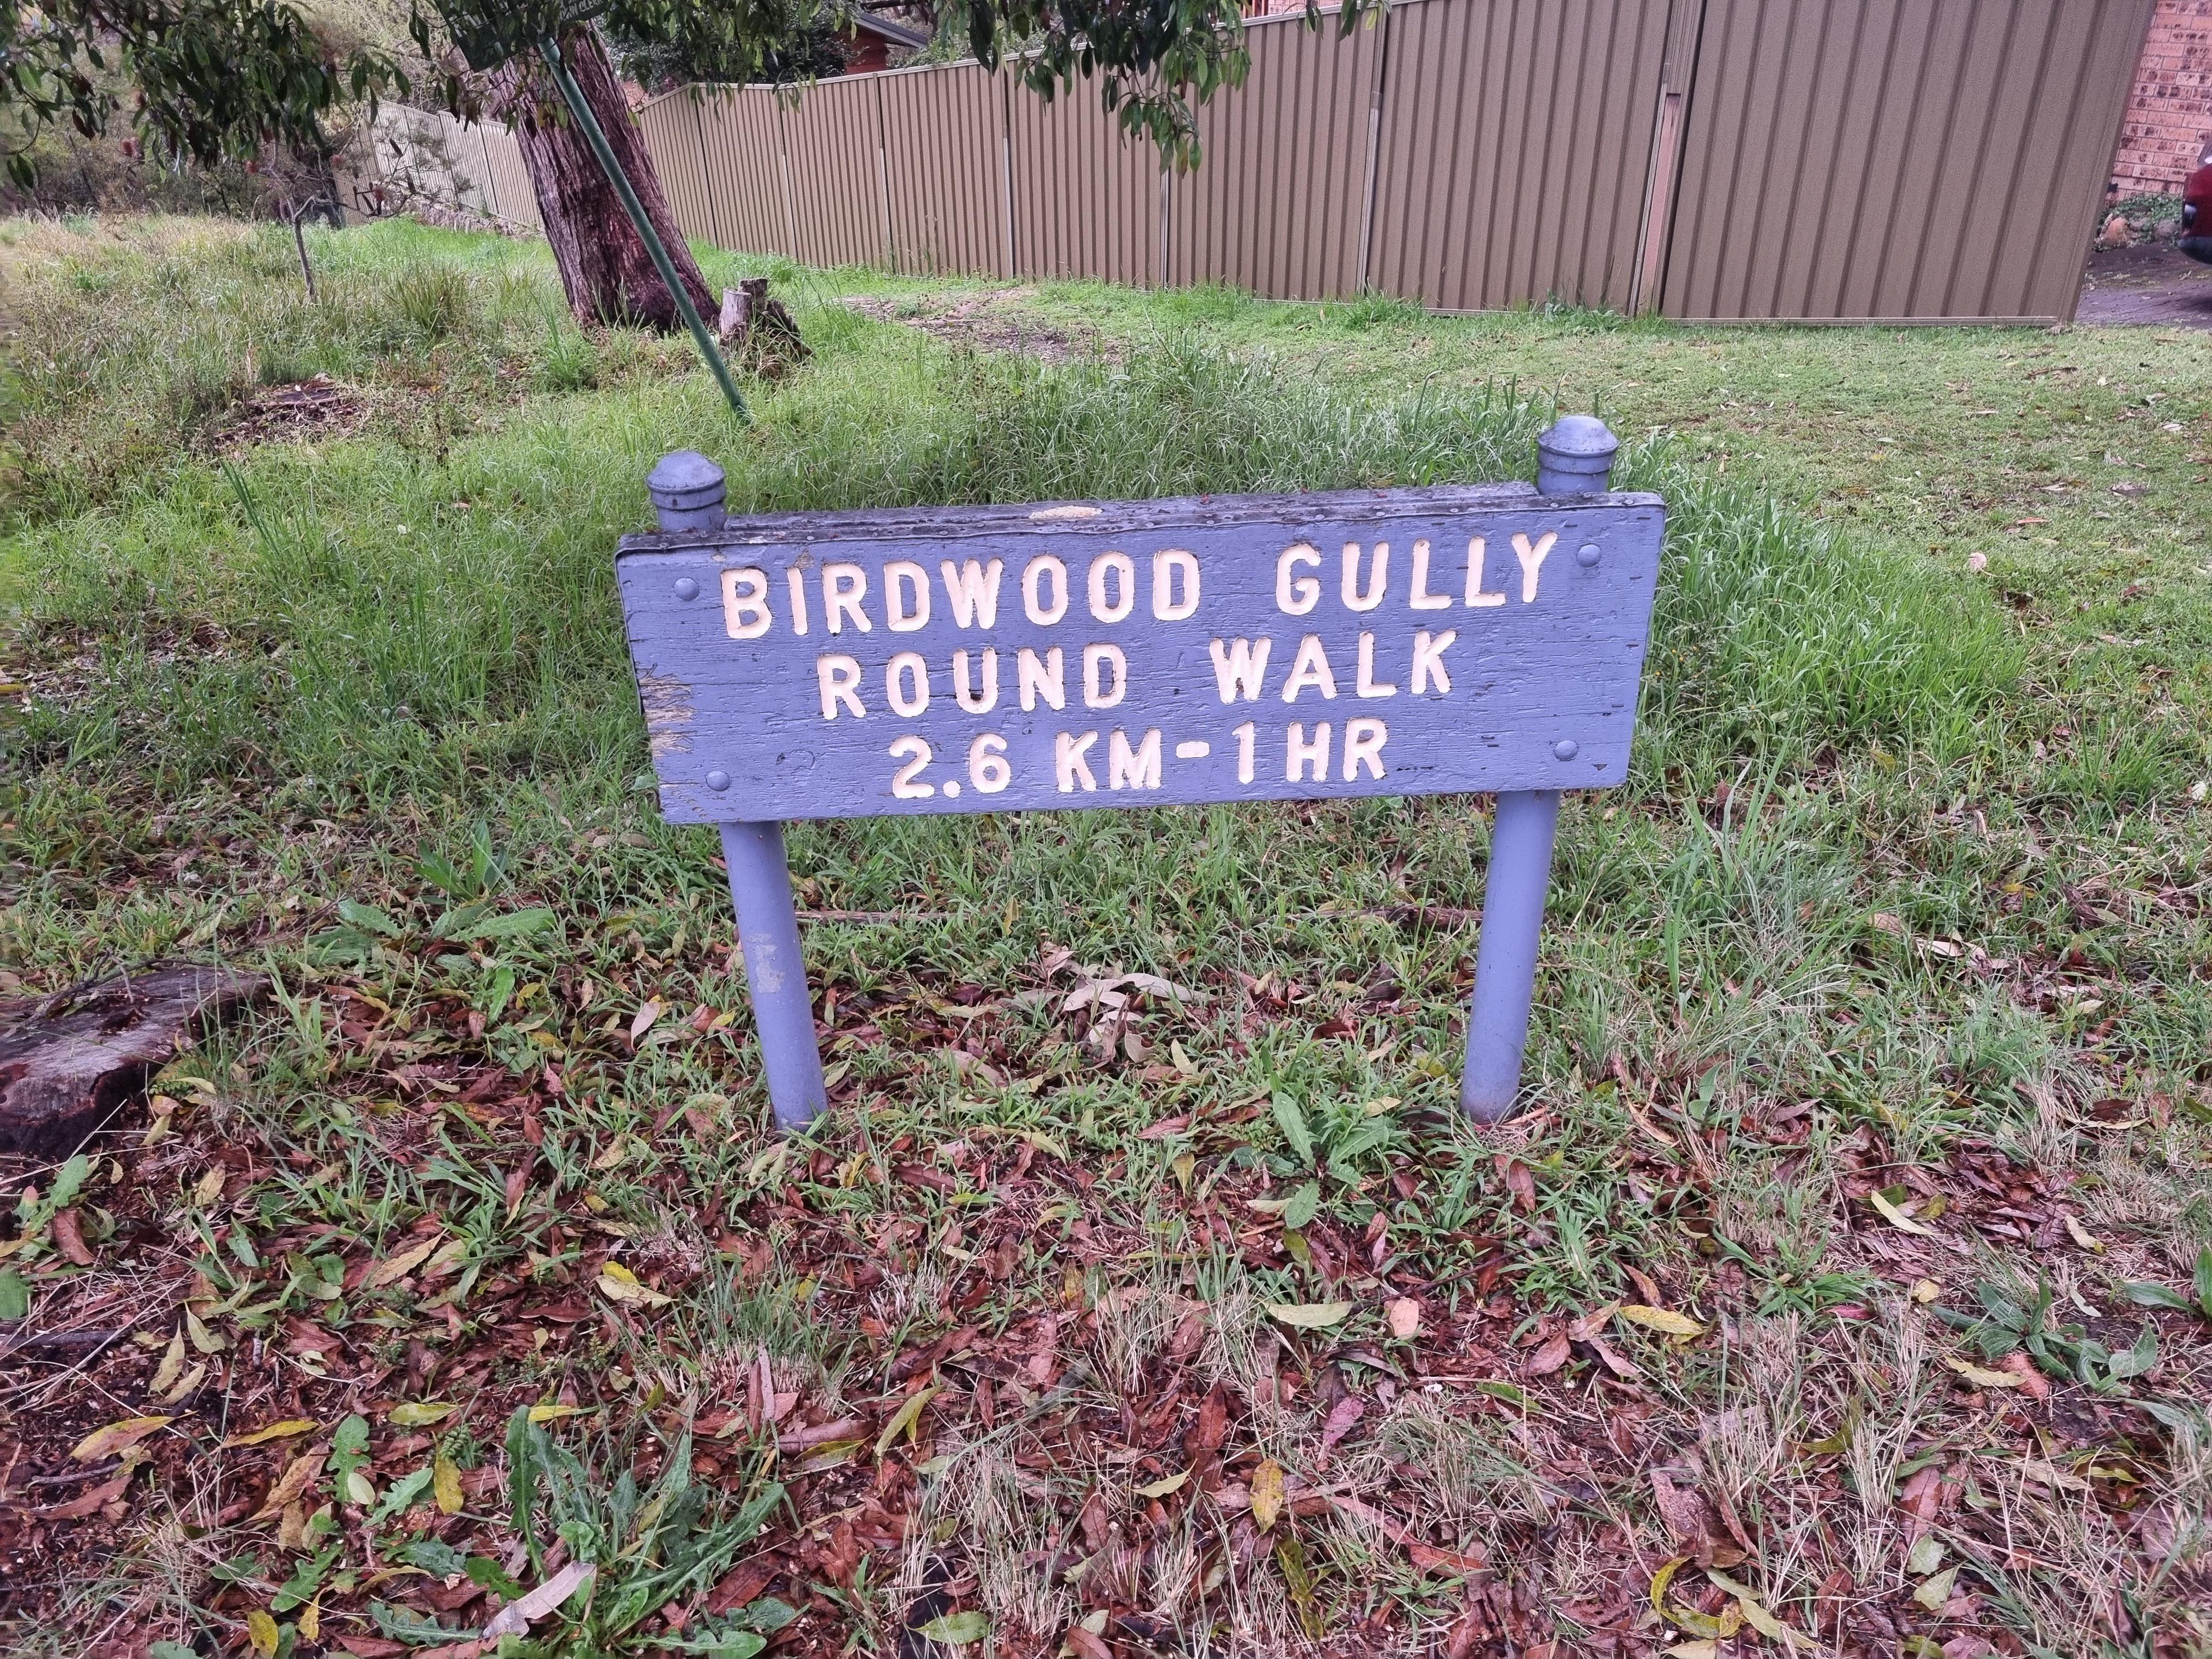 BIRDWOOD GULLY
ROUND WALK
2.6 KM-1HR